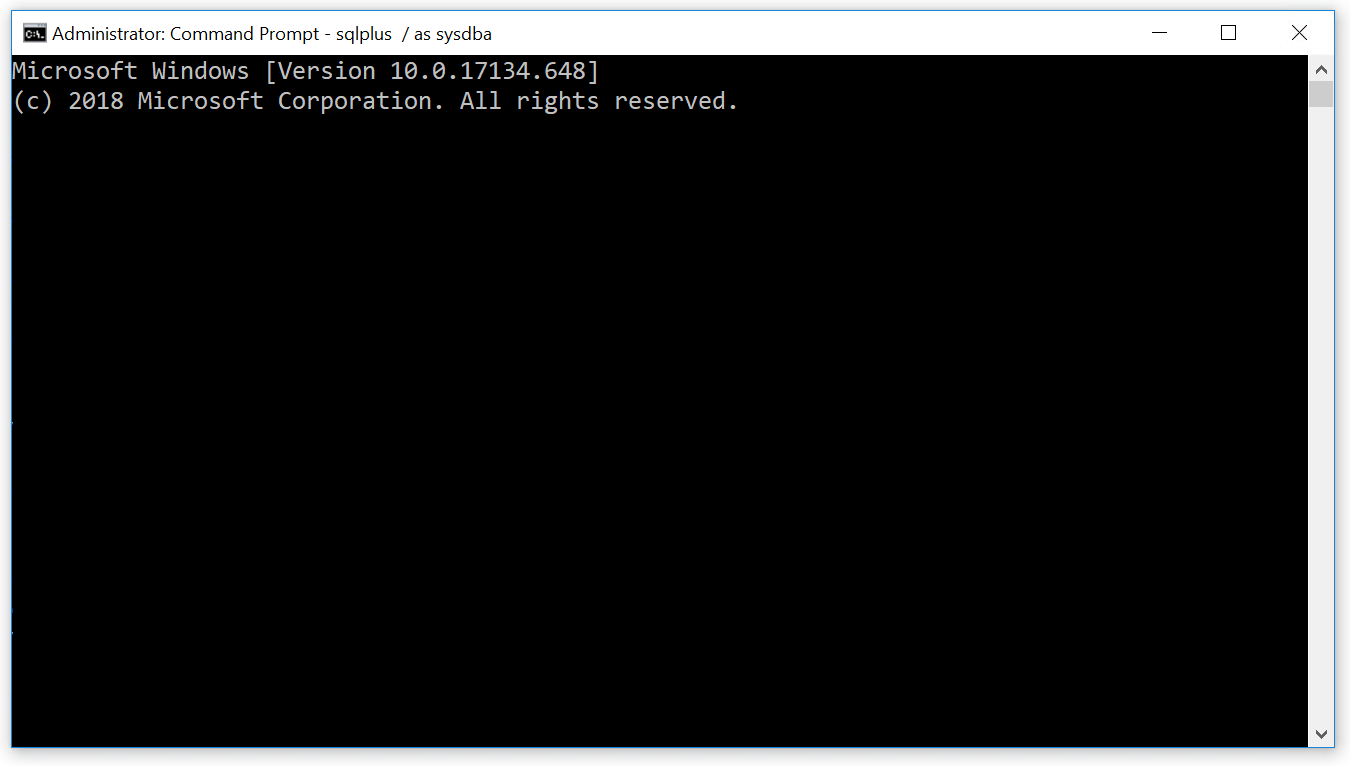 Administrator: Command Prompt - sqlplus  / as sysdba
Microsoft Windows [Version 10.0.17134.648]
(c) 2018 Microsoft Corporation. All rights reserved.